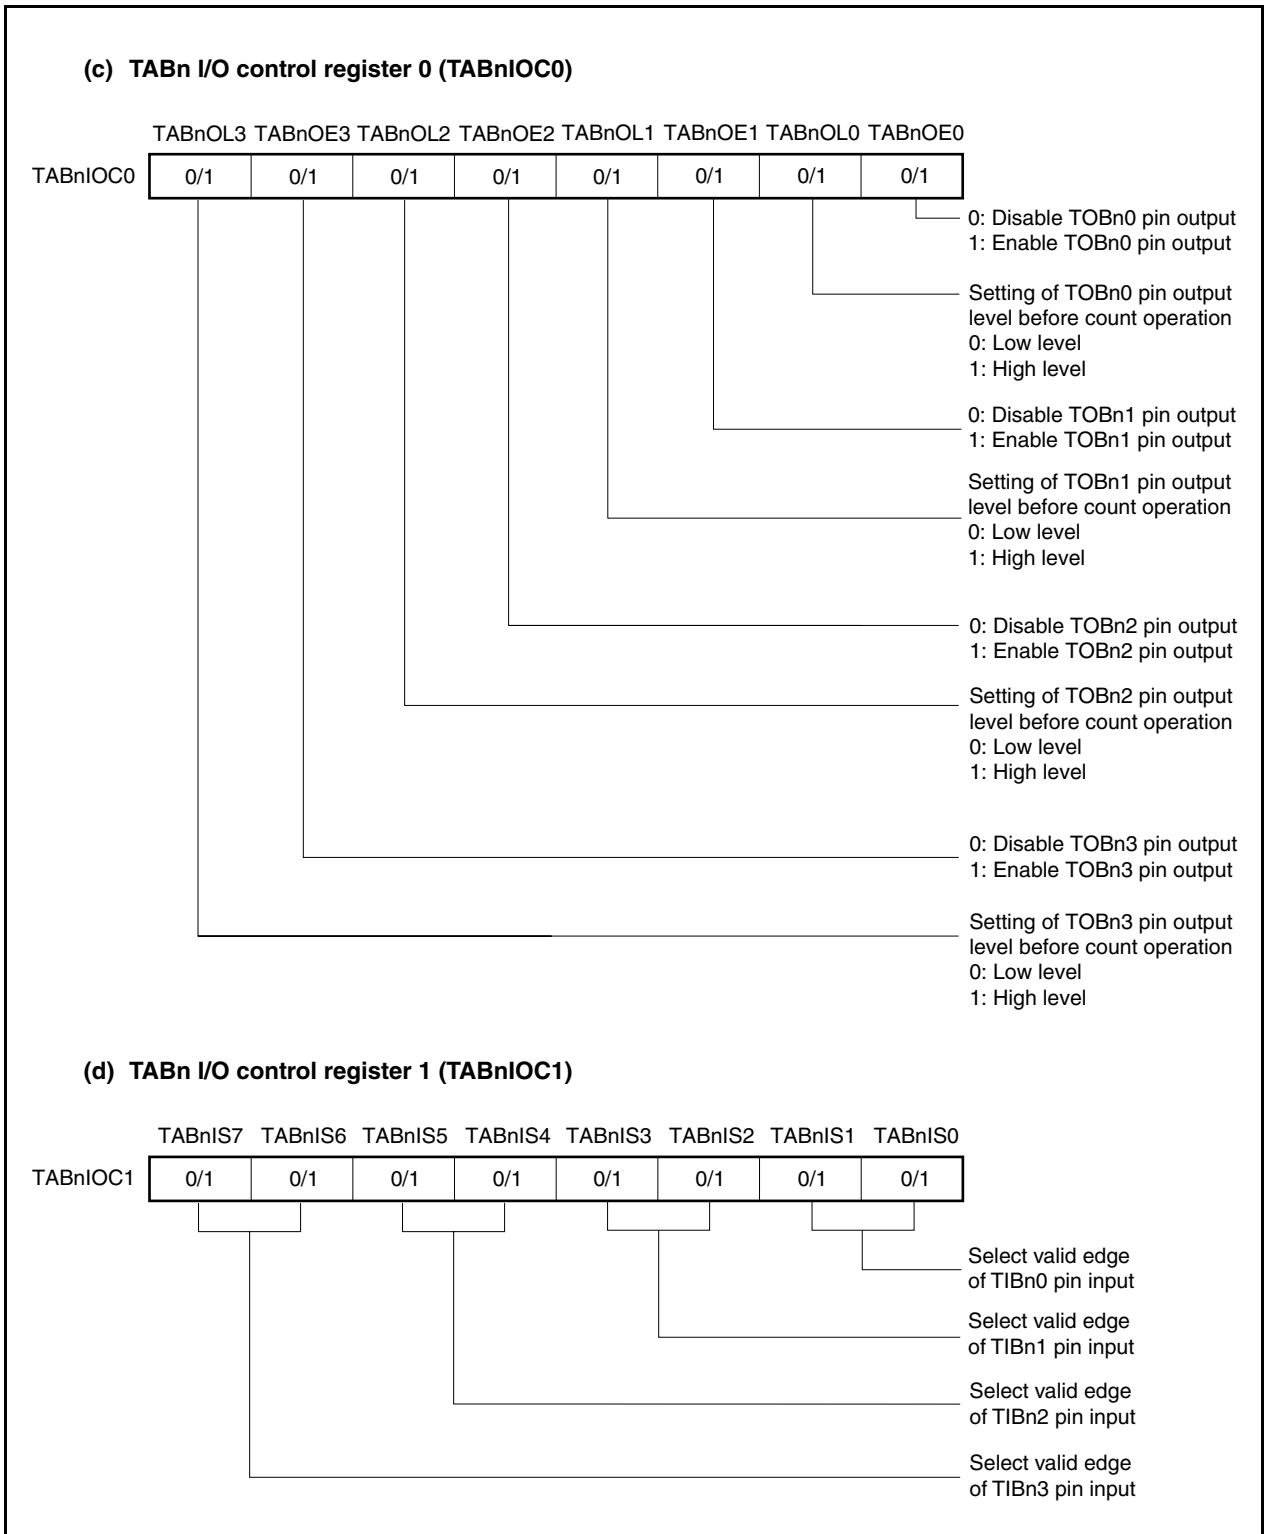 (c) TABn I/O control register 0 (TABnIOC0)
TABnOL3 TABnOE3 TABnOL2 TABnOE2 TABnOL1 TABnOE1 TABnOL0 TABnOE0
TABnIOC0 0/1 0/1 0/1 0/1 0/1 0/1 0/1 0/1
0: Disable TOBn0 pin output
1: Enable TOBn0 pin output
Setting of TOBn0 pin output
level before count operation
0: Low level
1: High level
0: Disable TOBn1 pin output
1: Enable TOBn1 pin output
Setting of TOBn1 pin output
level before count operation
0: Low level
1: High level
0: Disable TOBn2 pin output
1: Enable TOBn2 pin output
Setting of TOBn2 pin output
level before count operation
0: Low level
1: High level
0: Disable TOBn3 pin output
1: Enable TOBn3 pin output
Setting of TOBn3 pin output
level before count operation
0: Low level
1: High level
(d) TABn I/O control register 1 (TABnIOC1)
TABnIS7 TABnIS6 TABnIS5 TABnIS4 TABnIS3 TABnIS2 TABnIS1 TABnIS0
TABnIOC1 0/1 0/1 0/1 0/1 0/1 0/1 0/1 0/1
Select valid edge
of TIBn0 pin input
Select valid edge
of TIBn1 pin input
Select valid edge
of TIBn2 pin input
Select valid edge
of TIBn3 pin input